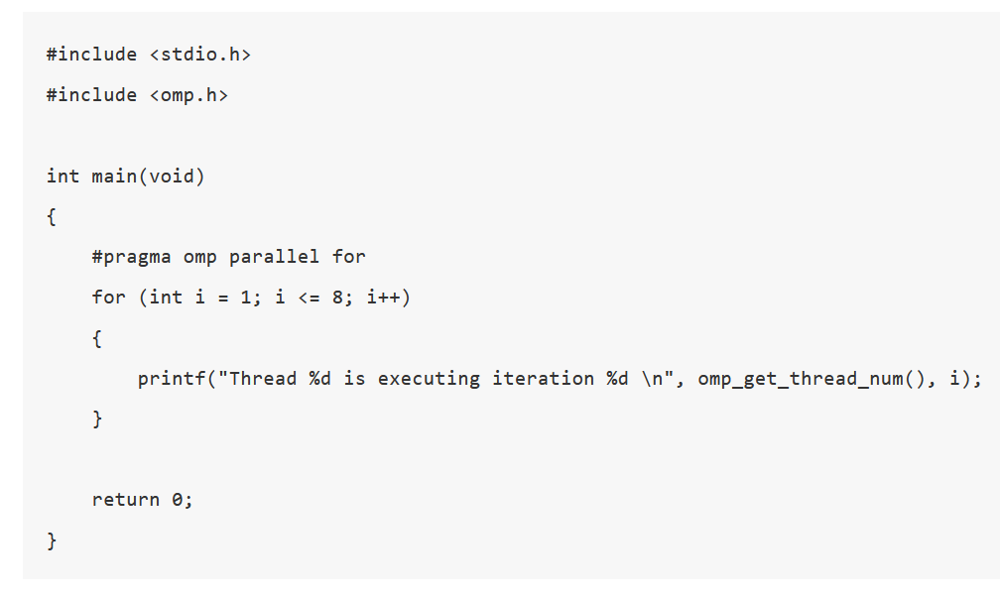 #include <stdio.h>
#include <omp.h>
int main(void)
{
    #pragma omp parallel for
    for (int i = 1; i <= 8; i++)
    {
        printf("Thread %d is executing iteration %d \n", omp_get_thread_num(), i);
    }
    return 0;
}